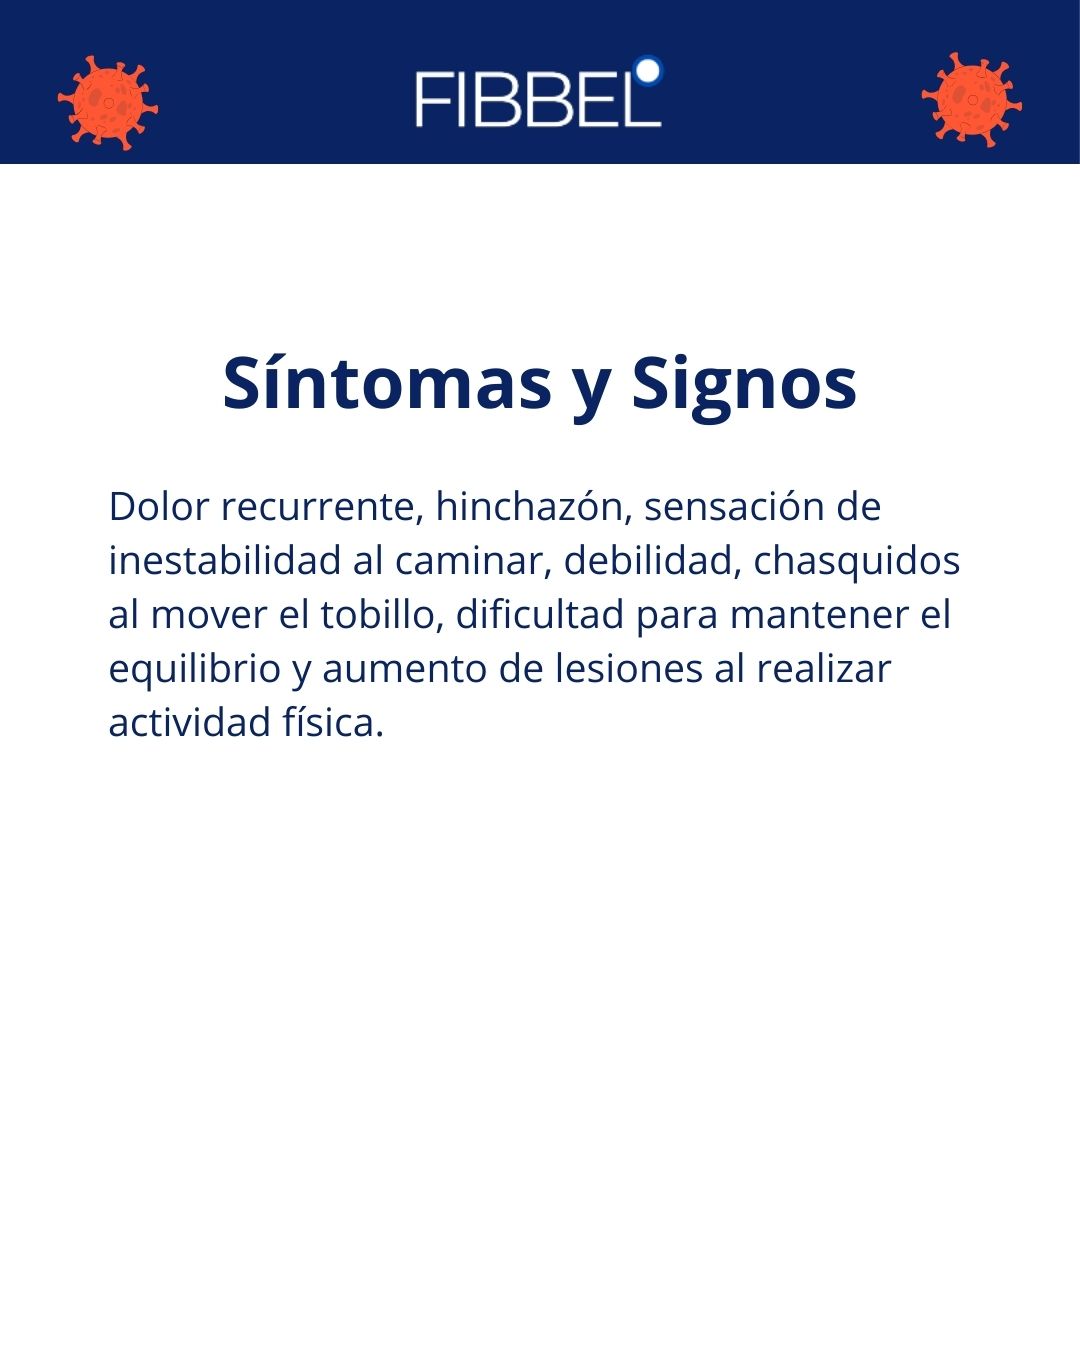 FIBBEL
Síntomas y Signos
Dolor recurrente, hinchazón, sensación de
inestabilidad al caminar, debilidad, chasquidos
al mover el tobillo, dificultad para mantener el
equilibrio y aumento de lesiones al realizar
actividad física.